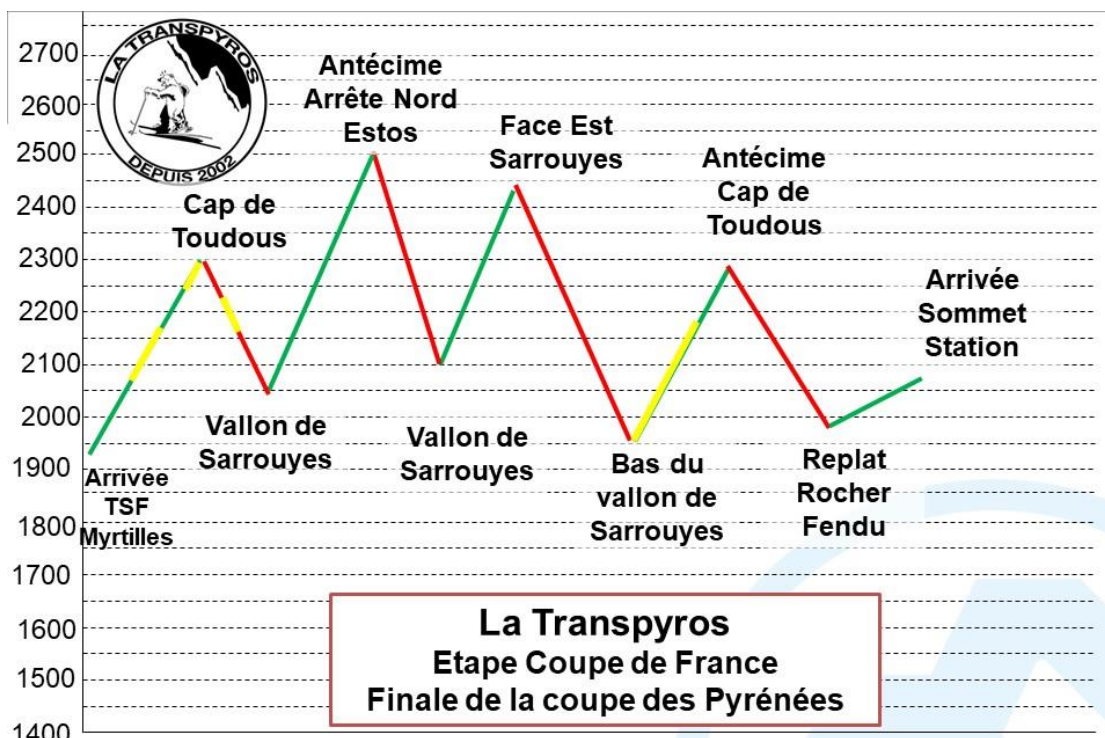 2700
2600
2500
2400
2300
2200
2100
2000
1900
1800
1700
1600
1500
1400
LA TRANSPYROS
DEPUIS 2002
Cap de
Toudous
Antécime
Arrête Nord
Estos
Face Est
Sarrouyes
Antécime
Cap de
Toudous
Arrivée
Sommet
Station
Arrivée
TSF
Myrtilles
Vallon de
Sarrouyes
Vallon de
Sarrouyes
Bas du
vallon de
Sarrouyes
Replat
Rocher
Fendu
La Transpyros
Etape Coupe de France
Finale de la coupe des Pyrénées